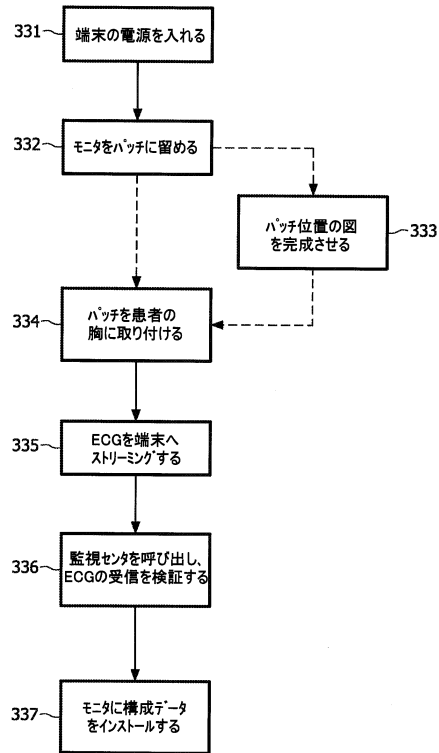 331
端末の電源を入れる
332
ﾓﾆﾀをﾊﾟｯﾁに留める
ﾊﾟｯﾁ位置の図
を完成させる
333
334
ﾊﾟｯﾁを患者の
胸に取り付ける
335
ECGを端末へ
ｽﾄﾘｰﾐﾝｸﾞする
336
監視ｾﾝﾀを呼び出し、
ECGの受信を検証する
337
ﾓﾆﾀに構成ﾃﾞｰﾀ
をｲﾝｽﾄｰﾙする